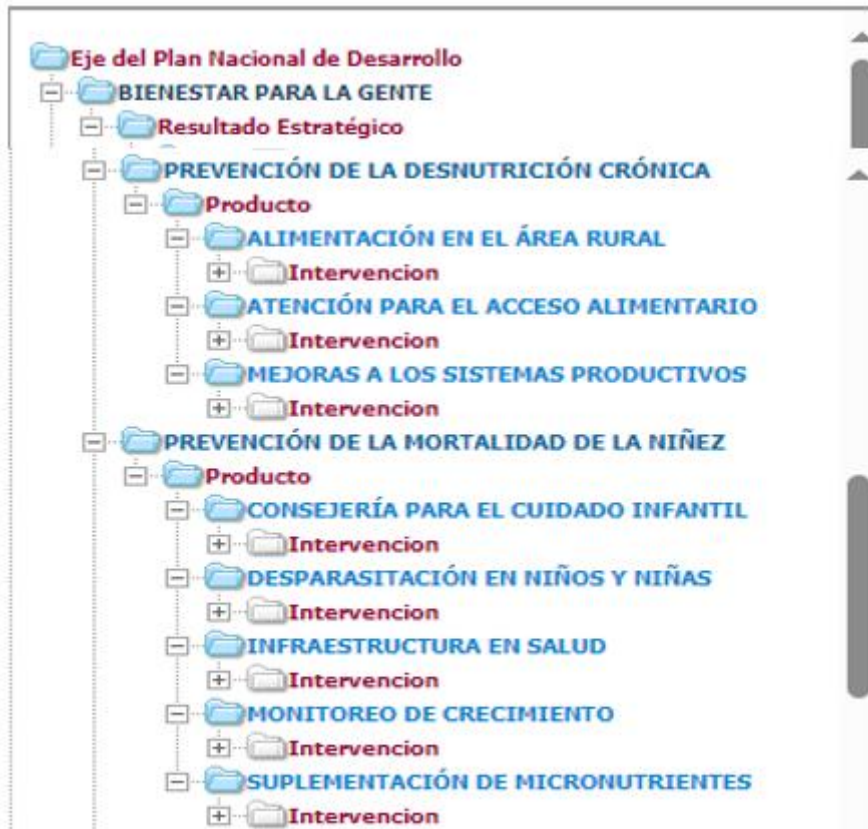 Eje del Plan Nacional de Desarrollo
BIENESTAR PARA LA GENTE
Resultado Estratégico
PREVENCIÓN DE LA DESNUTRICIÓN CRÓNICA
Producto
ALIMENTACIÓN EN EL ÁREA RURAL
Intervencion
ATENCIÓN PARA EL ACCESO ALIMENTARIO
Intervencion
MEJORAS A LOS SISTEMAS PRODUCTIVOS
Intervencion
PREVENCIÓN DE LA MORTALIDAD DE LA NIÑEZ
Producto
CONSEJERÍA PARA EL CUIDADO INFANTIL
Intervencion
DESPARASITACIÓN EN NIÑOS Y NIÑAS
Intervencion
INFRAESTRUCTURA EN SALUD
Intervencion
MONITOREO DE CRECIMIENTO
Intervencion
SUPLEMENTACIÓN DE MICRONUTRIENTES
Intervencion